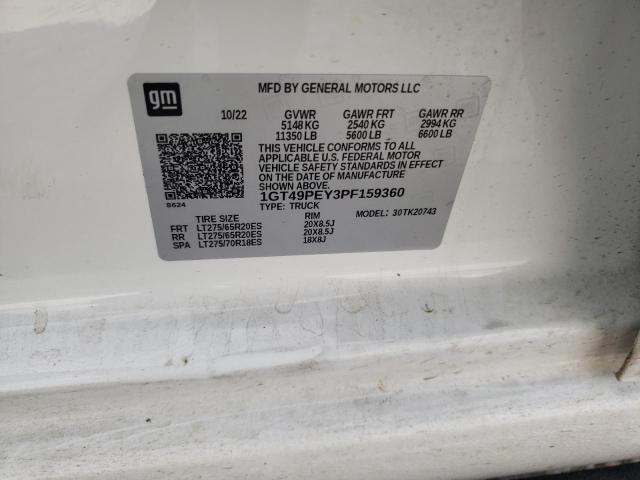 gm
MFD BY GENERAL MOTORS LLC
10/22 GVWR GAWR FRT GAWR RR
5148 KG 2540 KG 2994 KG
11350 LB 5600 LB 6600 LB
THIS VEHICLE CONFORMS TO ALL
APPLICABLE U.S. FEDERAL MOTOR
VEHICLE SAFETY STANDARDS IN EFFECT
ON THE DATE OF MANUFACTURE
SHOWN ABOVE.
8624
1GT49PEY3PF159360
TYPE: TRUCK MODEL: 30TK20743
TIRE SIZE RIM
FRT LT275/65R20ES 20X8.5J
RR LT275/65R20ES 20X8.5J
SPA LT275/70R18ES 18X8J